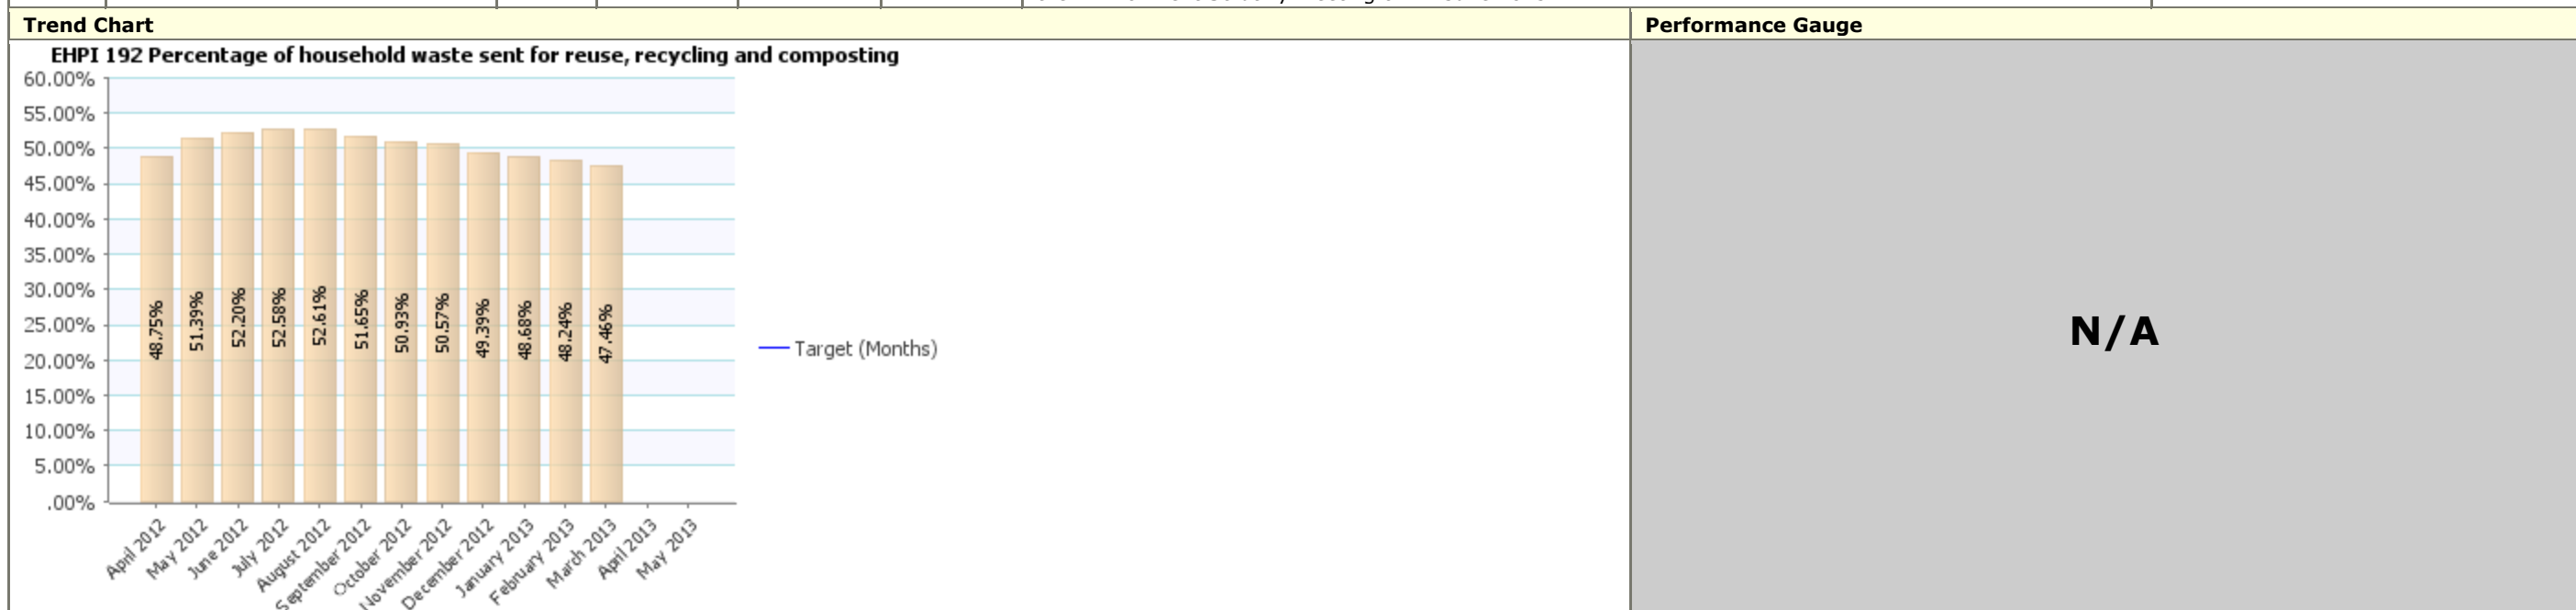 Trend Chart
Performance Gauge
EHPI 192 Percentage of household waste sent for reuse, recycling and composting
60.00%
55.00%
50.00%
45.00%
40.00%
35.00%
30.00%
25.00%
20.00%
15.00%
10.00%
5.00%
.00%
48.75%
51.39%
52.20%
52.58%
52.61%
51.65%
50.93%
50.57%
49.39%
48.68%
48.24%
47.46%
April 2012
May 2012
June 2012
July 2012
August 2012
September 2012
October 2012
November 2012
December 2012
January 2013
February 2013
March 2013
April 2013
May 2013
Target (Months)
N/A